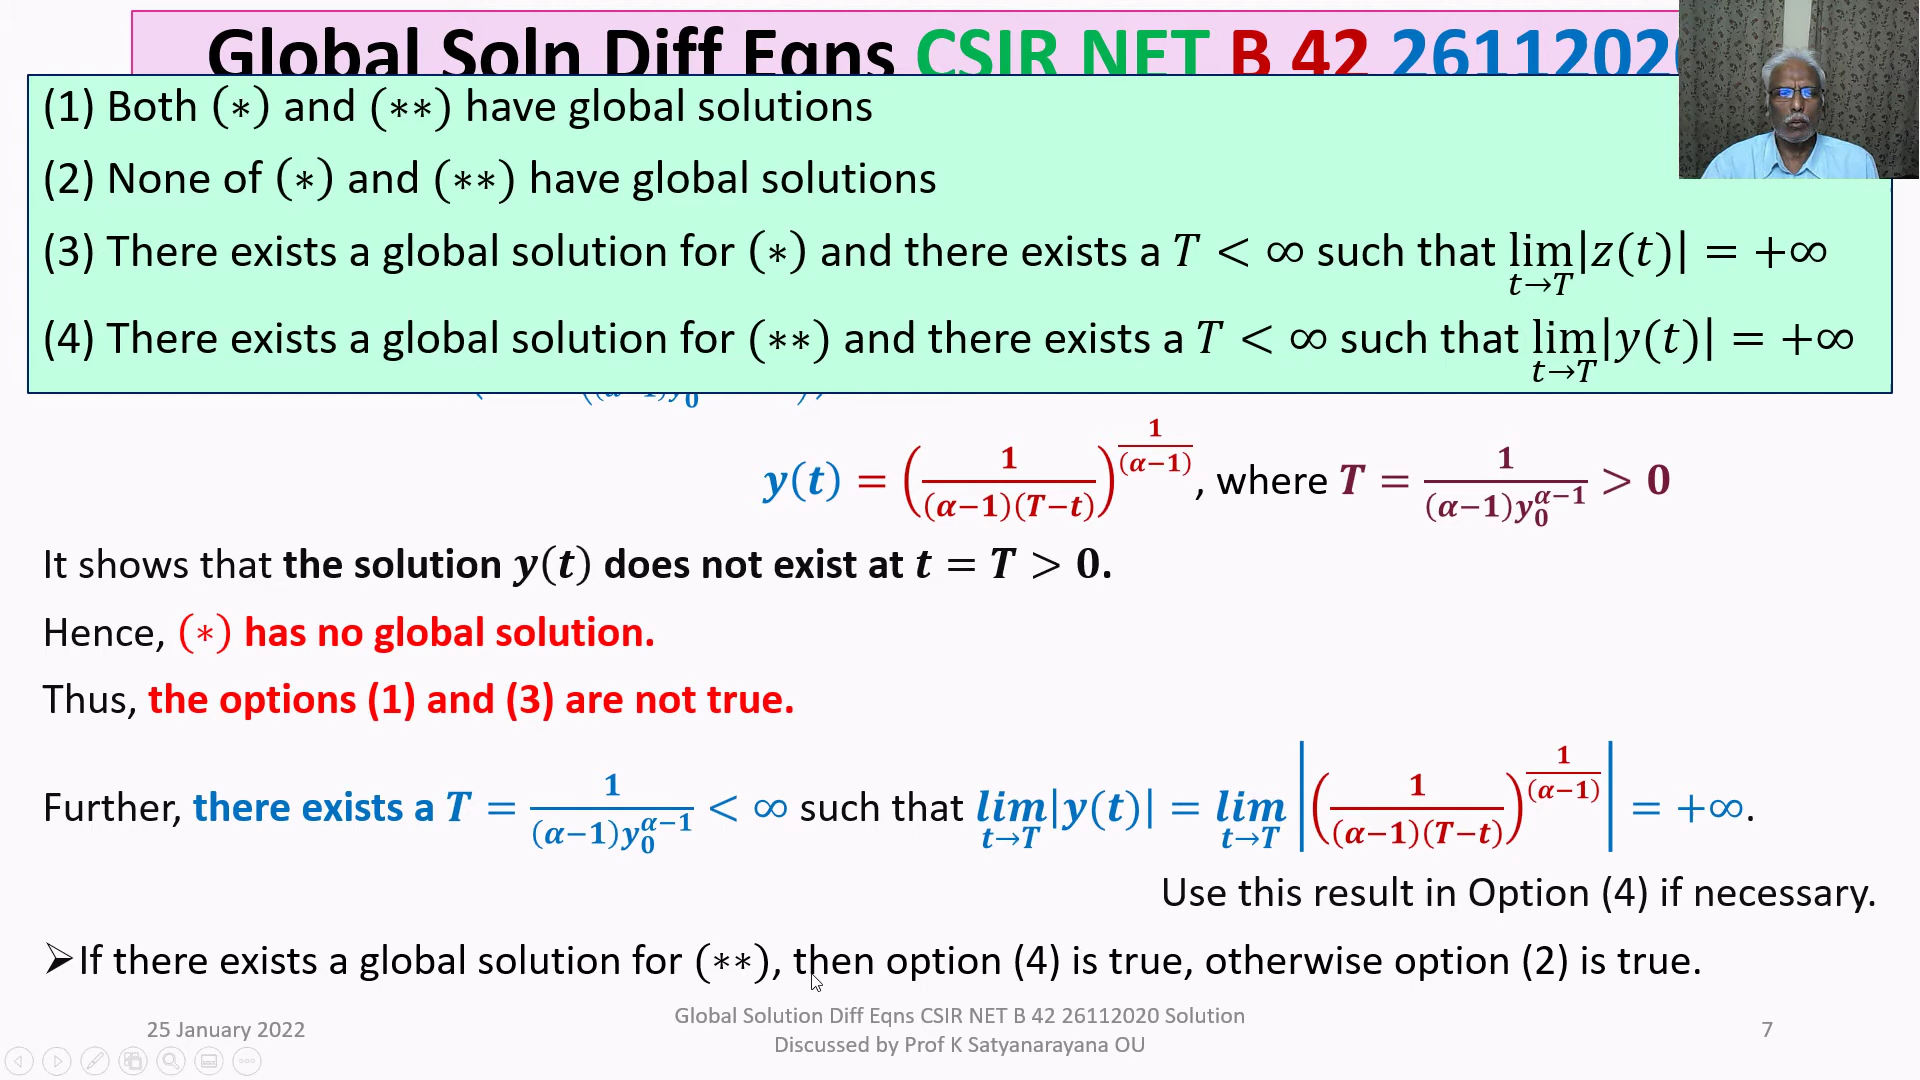 Global Soln Diff Eqns CSIR NET B 42 2611202
(1) Both (∗) and (∗∗) have global solutions
(2) None of (∗) and (∗∗) have global solutions
(3) There exists a global solution for (∗) and there exists a T < ∞ such that lim_{t→T}|z(t)| = +∞
(4) There exists a global solution for (∗∗) and there exists a T < ∞ such that lim_{t→T}|y(t)| = +∞
y(t) = (1/((α−1)(T−t)))^{1/(α−1)}, where T = 1/((α−1)y_0^{α−1}) > 0
It shows that the solution y(t) does not exist at t = T > 0.
Hence, (∗) has no global solution.
Thus, the options (1) and (3) are not true.
Further, there exists a T = 1/((α−1)y_0^{α−1}) < ∞ such that lim_{t→T}|y(t)| = lim_{t→T}|(1/((α−1)(T−t)))^{1/(α−1)}| = +∞.
Use this result in Option (4) if necessary.
➢If there exists a global solution for (∗∗), then option (4) is true, otherwise option (2) is true.
25 January 2022
Global Solution Diff Eqns CSIR NET B 42 26112020 Solution
Discussed by Prof K Satyanarayana OU
7